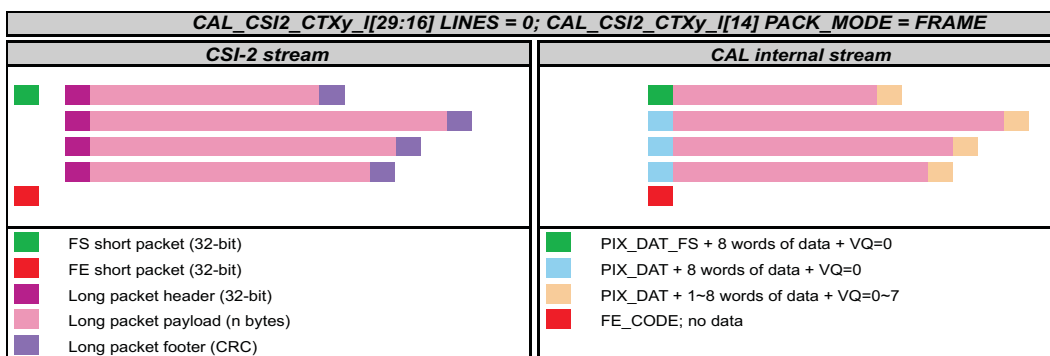 CAL_CSI2_CTXy_I[29:16] LINES = 0; CAL_CSI2_CTXy_I[14] PACK_MODE = FRAME
CSI-2 stream
CAL internal stream
FS short packet (32-bit)
FE short packet (32-bit)
Long packet header (32-bit)
Long packet payload (n bytes)
Long packet footer (CRC)
PIX_DAT_FS + 8 words of data + VQ=0
PIX_DAT + 8 words of data + VQ=0
PIX_DAT + 1~8 words of data + VQ=0~7
FE_CODE; no data